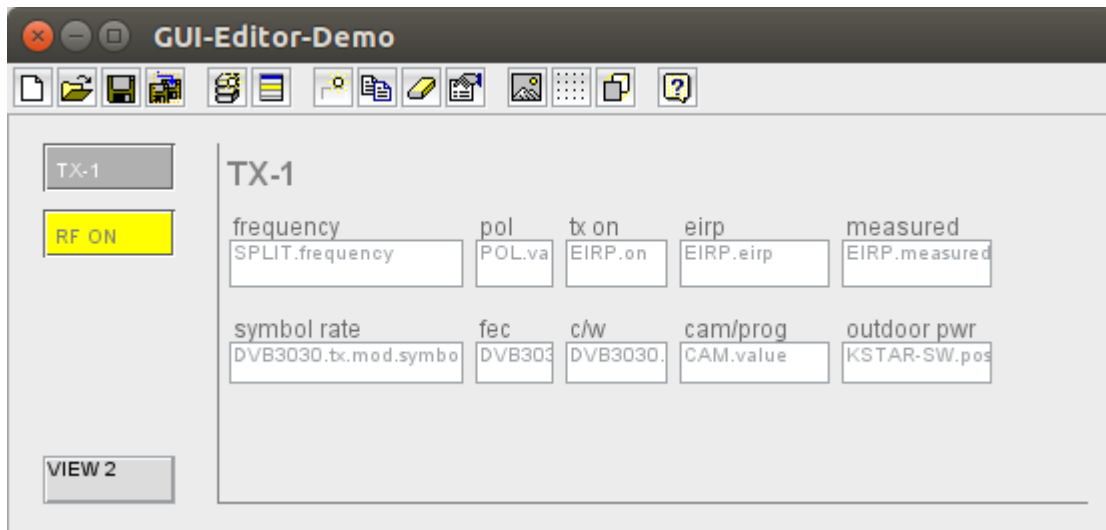 GUI-Editor-Demo
TX-1
RF ON
VIEW 2
TX-1
frequency pol tx on eirp measured
SPLIT.frequency POL.va EIRP.on EIRP.eirp EIRP.measured
symbol rate fec c/w cam/prog outdoor pwr
DVB3030.tx.mod.symbo DVB303 DVB3030. CAM.value KSTAR-SW.pos